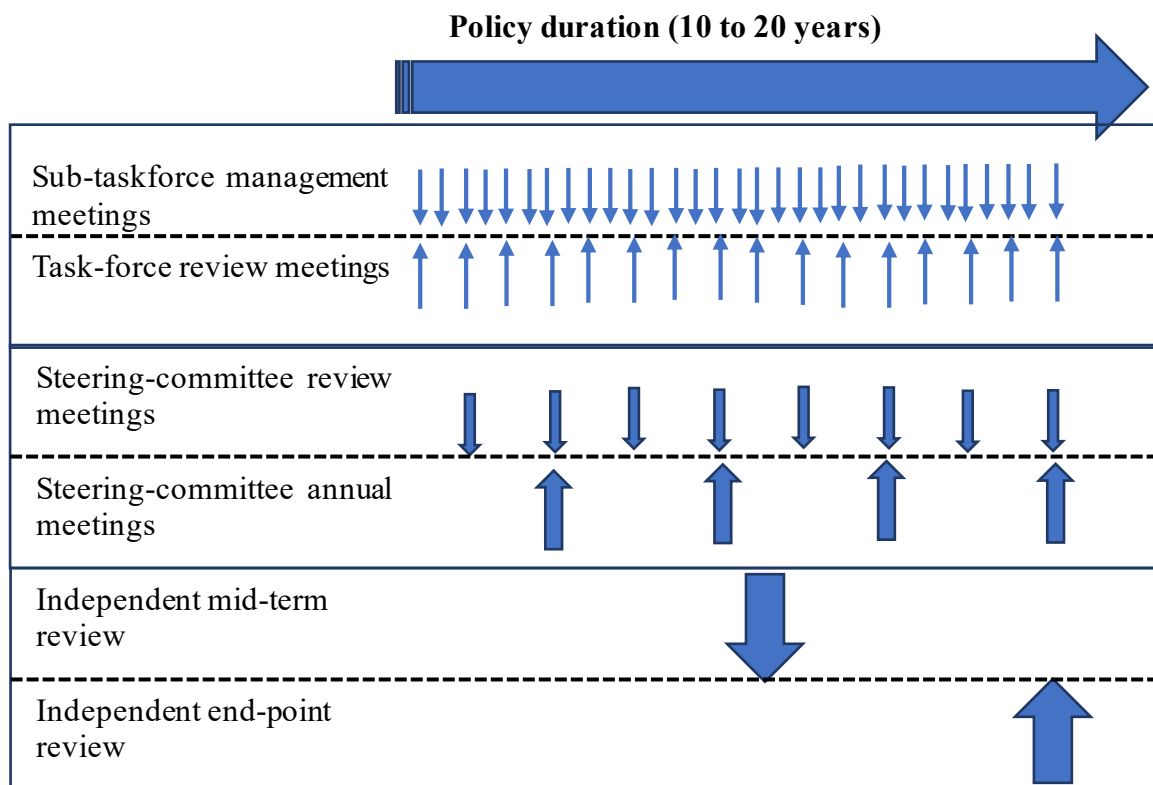 Policy duration (10 to 20 years)
Sub-taskforce management
meetings
Task-force review meetings
Steering-committee review
meetings
Steering-committee annual
meetings
Independent mid-term
review
Independent end-point
review